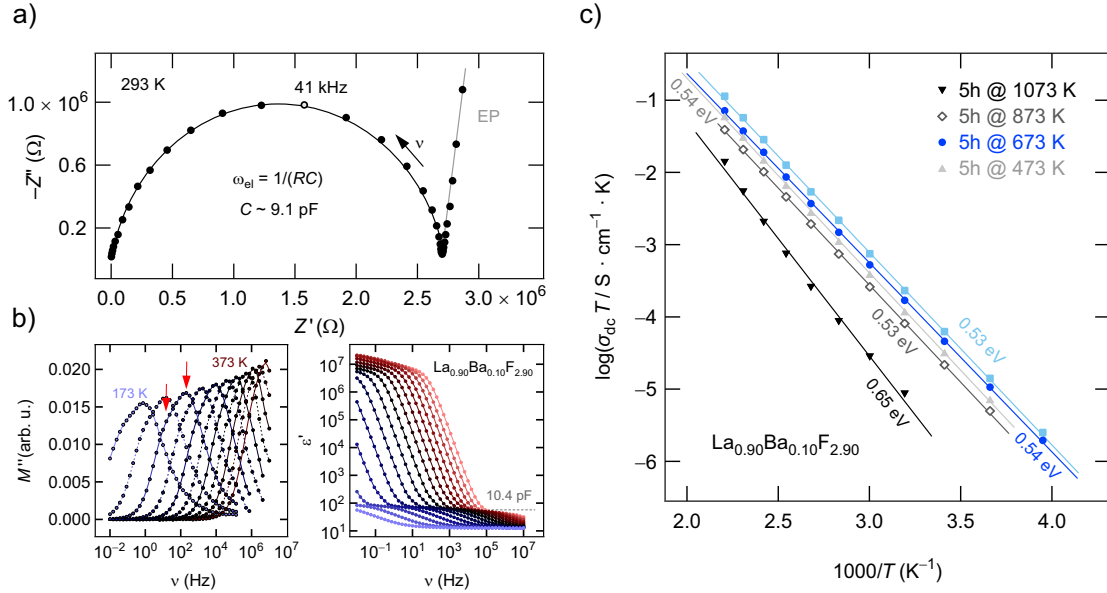 a)
293 K
41 kHz
EP
ν
ω_el = 1/(RC)
C ~ 9.1 pF
−Z'' (Ω)
1.0 × 10⁶
0.6
0.2
0.0
0.5
1.0
1.5
2.0
2.5
3.0 × 10⁶
Z' (Ω)
b)
173 K
373 K
M'' (arb. u.)
0.020
0.015
0.010
0.005
0.000
10⁻²
10⁰
10²
10⁴
10⁶
10⁷
ν (Hz)
La₀.₉₀Ba₀.₁₀F₂.₉₀
10.4 pF
ε'
10⁷
10⁶
10⁵
10⁴
10³
10²
10¹
10⁻¹
10¹
10³
10⁵
10⁷
ν (Hz)
c)
5h @ 1073 K
5h @ 873 K
5h @ 673 K
5h @ 473 K
0.54 eV
0.53 eV
0.53 eV
0.65 eV
0.54 eV
La₀.₉₀Ba₀.₁₀F₂.₉₀
log(σ_dc T / S · cm⁻¹ · K)
−1
−2
−3
−4
−5
−6
2.0
2.5
3.0
3.5
4.0
1000/T (K⁻¹)